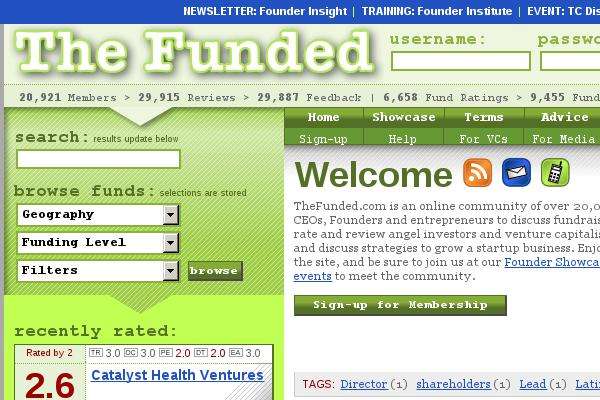 NEWSLETTER: Founder Insight | TRAINING: Founder Institute | EVENT: TC Dis
The Funded
username: passwo
20,921 Members > 29,915 Reviews > 29,887 Feedback | 6,658 Fund Ratings > 9,455 Fund
Home Showcase Terms Advice
Sign-up Help For VCs For Media
search: results update below
Welcome
browse funds: selections are stored
Geography
Funding Level
Filters
browse
TheFunded.com is an online community of over 20,0
CEOs, Founders and entrepreneurs to discuss fundrais
rate and review angel investors and venture capitalis
and discuss strategies to grow a startup business. Enjo
the site, and be sure to join us at our Founder Showca
events to meet the community.
Sign-up for Membership
recently rated:
Rated by 2 TR 3.0 DC 3.0 PE 2.0 DT 2.0 EA 3.0
2.6 Catalyst Health Ventures
TAGS: Director (1) shareholders (1) Lead (1) Latin